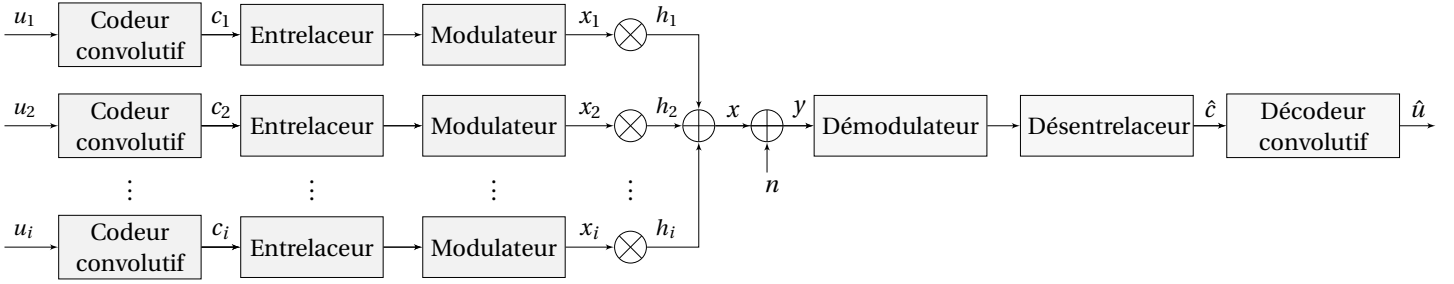 u₁ Codeur convolutif c₁ Entrelaceur Modulateur x₁ h₁
u₂ Codeur convolutif c₂ Entrelaceur Modulateur x₂ h₂ x y Démodulateur Désentrelaceur ĉ Décodeur convolutif û
n
⋮ ⋮ ⋮ ⋮
uᵢ Codeur convolutif cᵢ Entrelaceur Modulateur xᵢ hᵢ